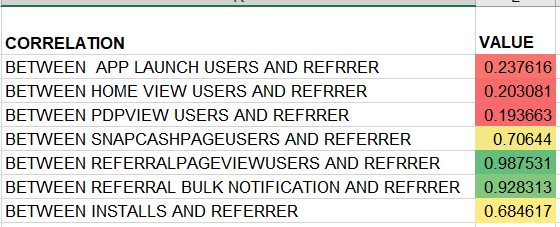 CORRELATION VALUE
BETWEEN  APP LAUNCH USERS AND REFRRER 0.237616
BETWEEN HOME VIEW USERS AND REFRRER 0.203081
BETWEEN PDPVIEW USERS AND REFRRER 0.193663
BETWEEN SNAPCASHPAGEUSERS AND REFERRER 0.70644
BETWEEN REFERRALPAGEVIEWUSERS AND REFRRER 0.987531
BETWEEN REFERRAL BULK NOTIFICATION AND REFRRER 0.928313
BETWEEN INSTALLS AND REFERRER 0.684617